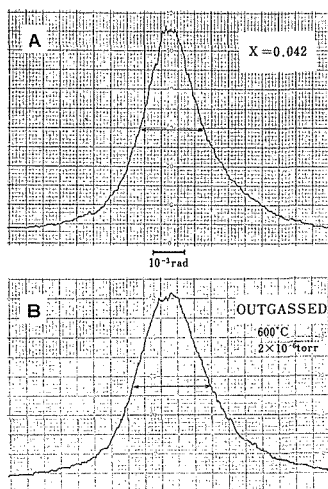 A
X=0.042
10⁻³rad
B
OUTGASSED
600°C
2×10⁻⁶torr